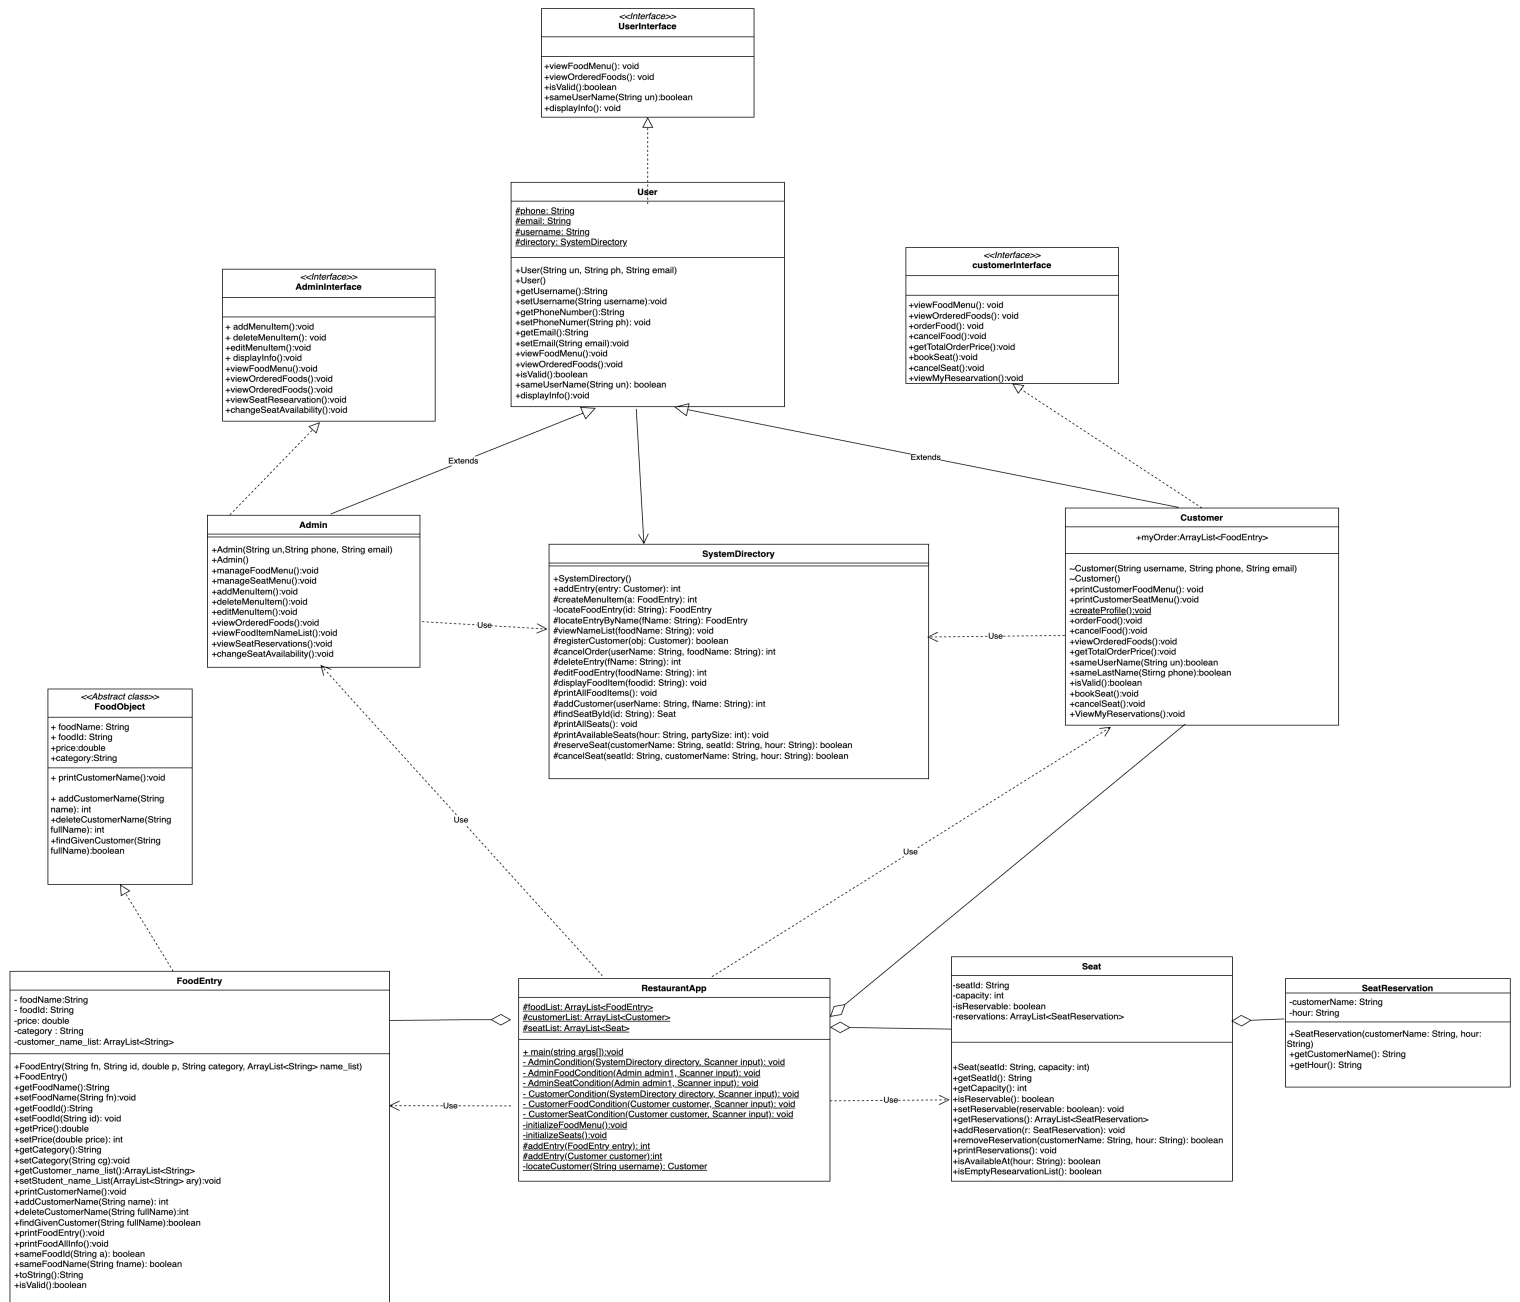 <<Interface>>
UserInterface
+viewFoodMenu(): void
+viewOrderedFoods(): void
+isValid():boolean
+sameUserName(String un):boolean
+displayInfo(): void
User
#phone: String
#email: String
#username: String
#directory: SystemDirectory
+User(String un, String ph, String email)
+User()
+getUsername():String
+setUsername(String username):void
+getPhoneNumber():String
+setPhoneNumer(String ph): void
+getEmail():String
+setEmail(String email):void
+viewFoodMenu():void
+viewOrderedFoods():void
+isValid():boolean
+sameUserName(String un): boolean
+displayInfo():void
<<Interface>>
AdminInterface
+ addMenuItem():void
+ deleteMenuItem(): void
+editMenuItem():void
+ displayInfo():void
+viewFoodMenu():void
+viewOrderedFoods():void
+viewOrderedFoods():void
+viewSeatResearvation():void
+changeSeatAvailability():void
<<Interface>>
customerInterface
+viewFoodMenu(): void
+viewOrderedFoods(): void
+orderFood(): void
+cancelFood():void
+getTotalOrderPrice():void
+bookSeat():void
+cancelSeat():void
+viewMyResearvation():void
Extends
Extends
Admin
+Admin(String un,String phone, String email)
+Admin()
+manageFoodMenu():void
+manageSeatMenu():void
+addMenuItem():void
+deleteMenuItem():void
+editMenuItem():void
+viewOrderedFoods():void
+viewFoodItemNameList():void
+viewSeatReservations():void
+changeSeatAvailability():void
Use
SystemDirectory
+SystemDirectory()
+addEntry(entry: Customer): int
#createMenuItem(a: FoodEntry): int
-locateFoodEntry(id: String): FoodEntry
#locateEntryByName(fName: String): FoodEntry
#viewNameList(foodName: String): void
#registerCustomer(obj: Customer): boolean
#cancelOrder(userName: String, foodName: String): int
#deleteEntry(fName: String): int
#editFoodEntry(foodName: String): int
#displayFoodItem(foodid: String): void
#printAllFoodItems(): void
#addCustomer(userName: String, fName: String): int
#findSeatById(id: String): Seat
#printAllSeats(): void
#printAvailableSeats(hour: String, partySize: int): void
#reserveSeat(customerName: String, seatId: String, hour: String): boolean
#cancelSeat(seatId: String, customerName: String, hour: String): boolean
Use
Customer
+myOrder:ArrayList<FoodEntry>
~Customer(String username, String phone, String email)
~Customer()
+printCustomerFoodMenu(): void
+printCustomerSeatMenu():void
+createProfile():void
+orderFood():void
+cancelFood():void
+viewOrderedFoods():void
+getTotalOrderPrice():void
+sameUserName(String un):boolean
+sameLastName(Stirng phone):boolean
+isValid():boolean
+bookSeat():void
+cancelSeat():void
+ViewMyReservations():void
<<Abstract class>>
FoodObject
+ foodName: String
+ foodId: String
+price:double
+category:String
+ printCustomerName():void
+ addCustomerName(String
name): int
+deleteCustomerName(String
fullName): int
+findGivenCustomer(String
fullName):boolean
Use
Use
FoodEntry
- foodName:String
- foodId: String
-price: double
-category : String
-customer_name_list: ArrayList<String>
+FoodEntry(String fn, String id, double p, String category, ArrayList<String> name_list)
+FoodEntry()
+getFoodName():String
+setFoodName(String fn):void
+getFoodId():String
+setFoodId(String id): void
+getPrice():double
+setPrice(double price): int
+getCategory():String
+setCategory(String cg):void
+getCustomer_name_list():ArrayList<String>
+setStudent_name_List(ArrayList<String> ary):void
+printCustomerName():void
+addCustomerName(String name): int
+deleteCustomerName(String fullName):int
+findGivenCustomer(String fullName):boolean
+printFoodEntry():void
+printFoodAllInfo():void
+sameFoodId(String a): boolean
+sameFoodName(String fname): boolean
+toString():String
+isValid():boolean
Use
RestaurantApp
#foodList: ArrayList<FoodEntry>
#customerList: ArrayList<Customer>
#seatList: ArrayList<Seat>
+ main(string args[]):void
- AdminCondition(SystemDirectory directory, Scanner input): void
- AdminFoodCondition(Admin admin1, Scanner input): void
- AdminSeatCondition(Admin admin1, Scanner input): void
- CustomerCondition(SystemDirectory directory, Scanner input): void
- CustomerFoodCondition(Customer customer, Scanner input): void
- CustomerSeatCondition(Customer customer, Scanner input): void
-initializeFoodMenu():void
-initializeSeats():void
#addEntry(FoodEntry entry): int
#addEntry(Customer customer):int
-locateCustomer(String username): Customer
Use
Seat
-seatId: String
-capacity: int
-isReservable: boolean
-reservations: ArrayList<SeatReservation>
+Seat(seatId: String, capacity: int)
+getSeatId(): String
+getCapacity(): int
+isReservable(): boolean
+setReservable(reservable: boolean): void
+getReservations(): ArrayList<SeatReservation>
+addReservation(r: SeatReservation): void
+removeReservation(customerName: String, hour: String): boolean
+printReservations(): void
+isAvailableAt(hour: String): boolean
+isEmptyResearvationList(): boolean
SeatReservation
-customerName: String
-hour: String
+SeatReservation(customerName: String, hour:
String)
+getCustomerName(): String
+getHour(): String